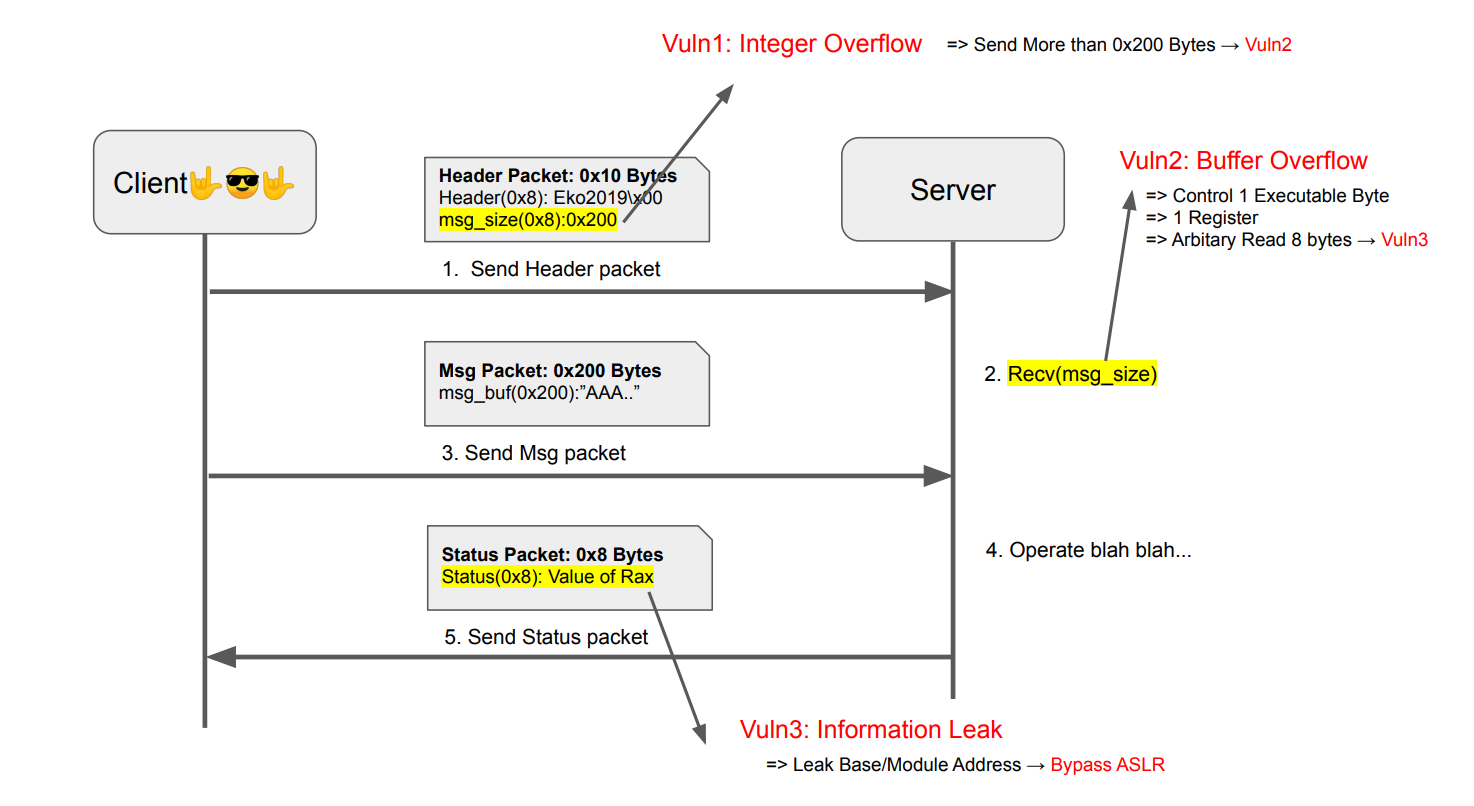 Vuln1: Integer Overflow => Send More than 0x200 Bytes → Vuln2
Client🤟😎🤟
Header Packet: 0x10 Bytes
Header(0x8): Eko2019\x00
msg_size(0x8):0x200
Server
Vuln2: Buffer Overflow
=> Control 1 Executable Byte
=> 1 Register
=> Arbitary Read 8 bytes → Vuln3
1. Send Header packet
Msg Packet: 0x200 Bytes
msg_buf(0x200):”AAA..”
2. Recv(msg_size)
3. Send Msg packet
Status Packet: 0x8 Bytes
Status(0x8): Value of Rax
4. Operate blah blah...
5. Send Status packet
Vuln3: Information Leak
=> Leak Base/Module Address → Bypass ASLR